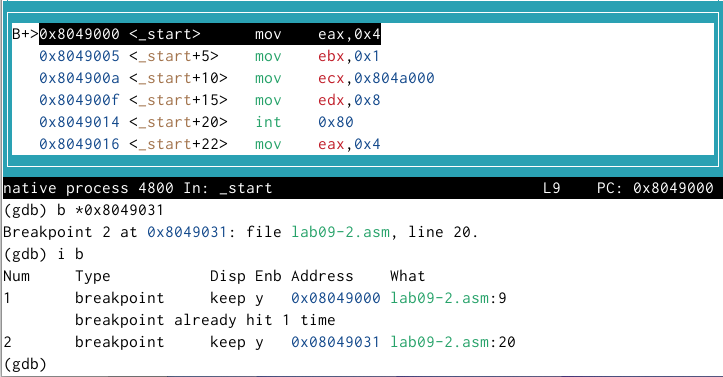 B+>0x8049000 <_start>     mov    eax,0x4
0x8049005 <_start+5>    mov    ebx,0x1
0x804900a <_start+10>   mov    ecx,0x804a000
0x804900f <_start+15>   mov    edx,0x8
0x8049014 <_start+20>   int    0x80
0x8049016 <_start+22>   mov    eax,0x4
native process 4800 In: _start                              L9    PC: 0x8049000
(gdb) b *0x8049031
Breakpoint 2 at 0x8049031: file lab09-2.asm, line 20.
(gdb) i b
Num     Type           Disp Enb Address    What
1       breakpoint     keep y   0x08049000 lab09-2.asm:9
        breakpoint already hit 1 time
2       breakpoint     keep y   0x08049031 lab09-2.asm:20
(gdb)